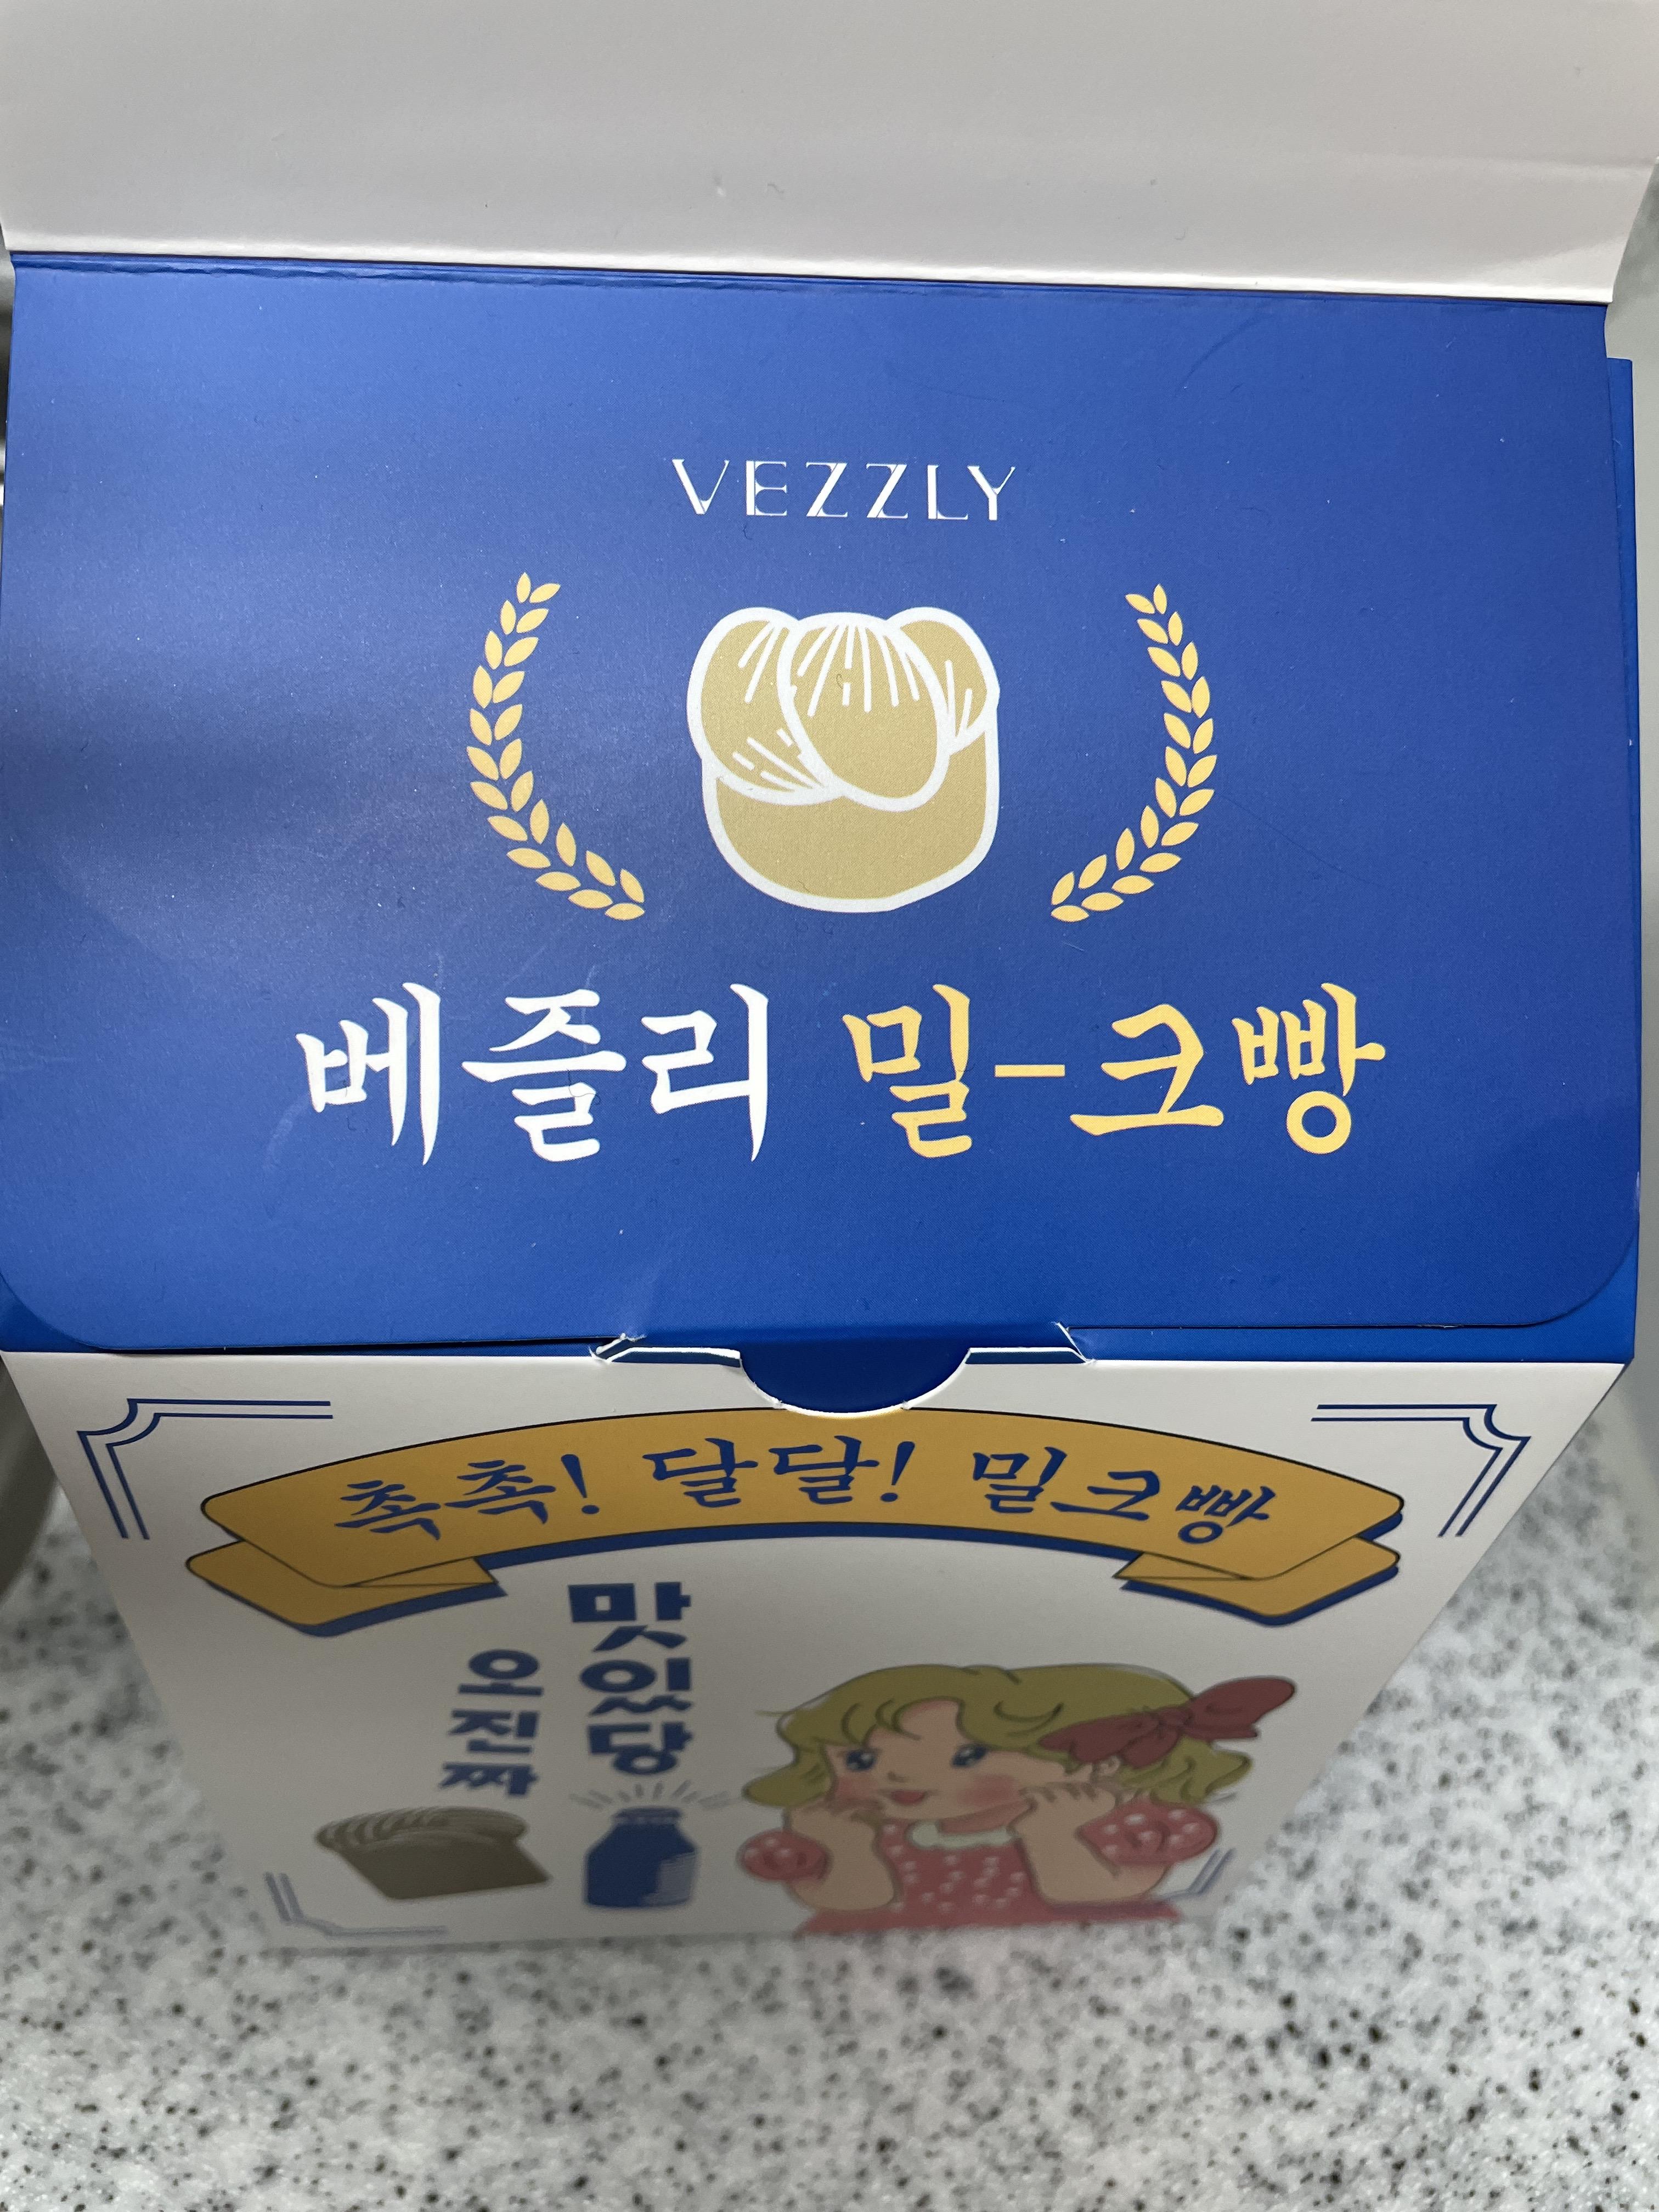 VEZZLY
베즐리 밀-크빵
촉촉! 달달! 밀크빵
맛있당
오진짜